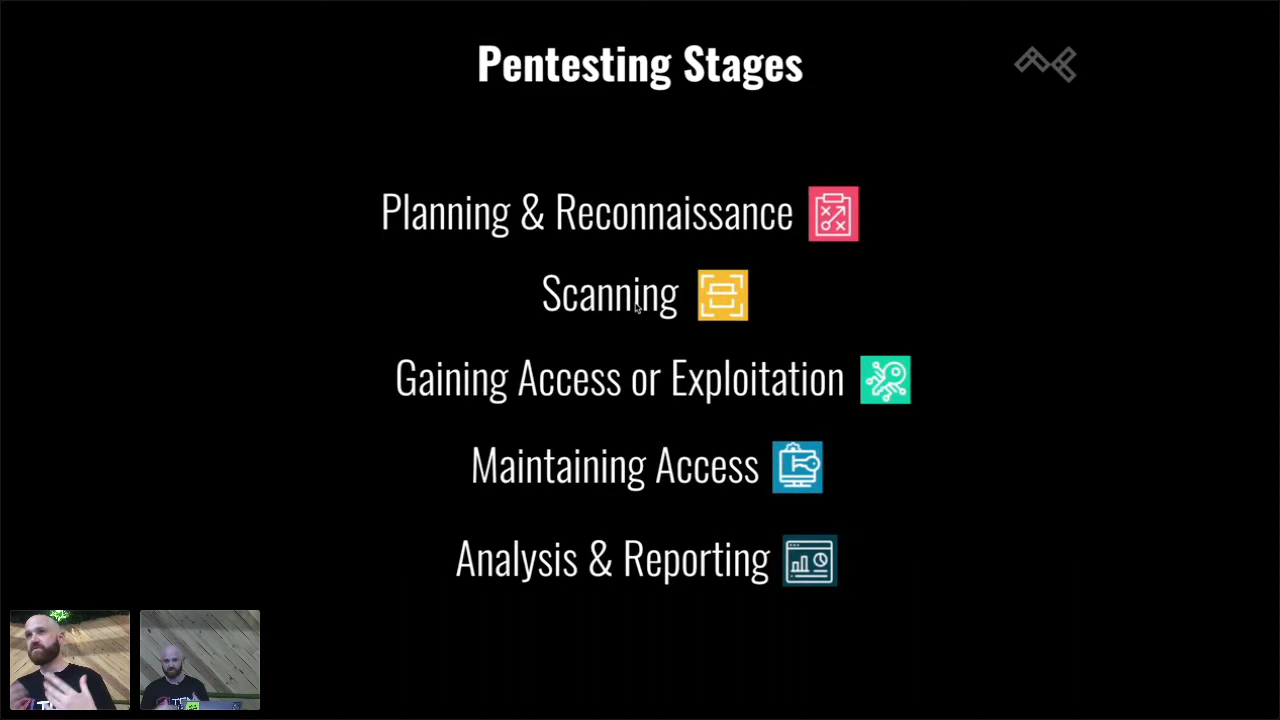 Pentesting Stages
Planning & Reconnaissance
Scanning
Gaining Access or Exploitation
Maintaining Access
Analysis & Reporting